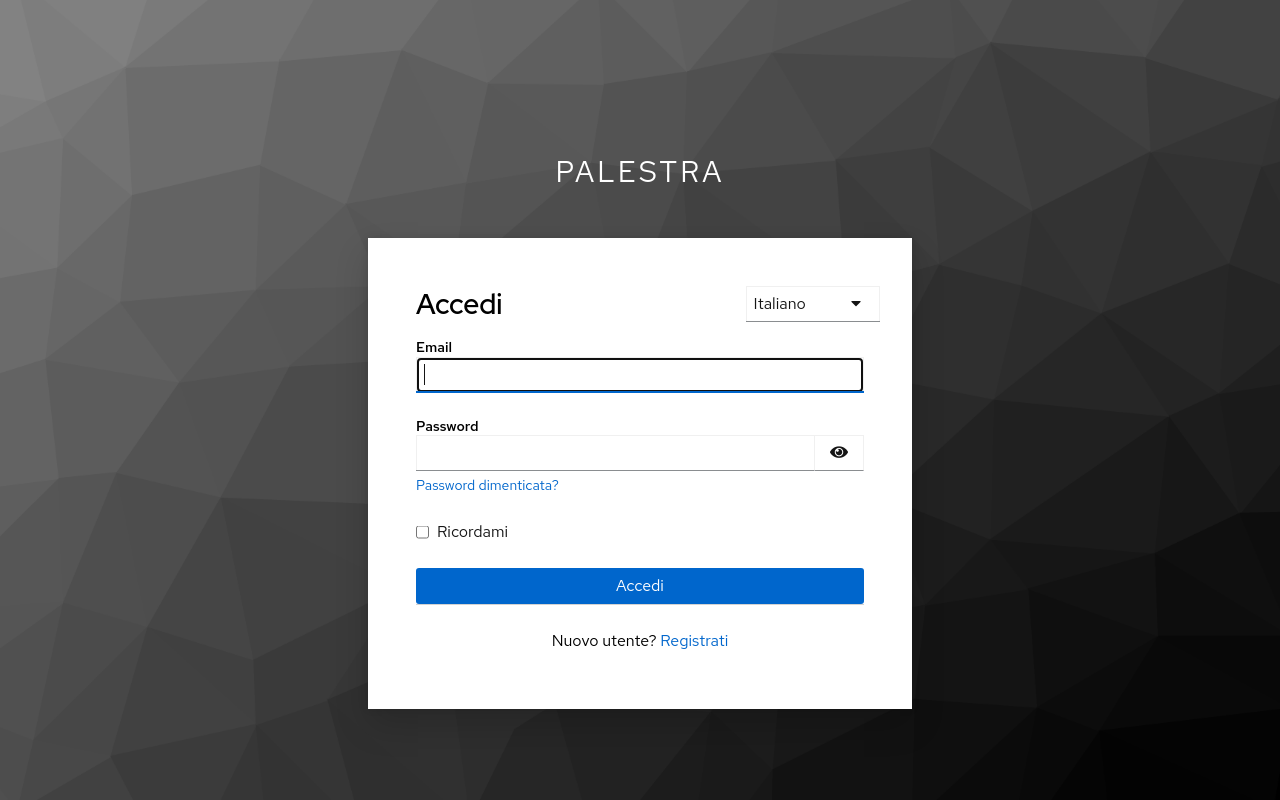 PALESTRA
Accedi
Italiano
Email
Password
Password dimenticata?
Ricordami
Accedi
Nuovo utente? Registrati